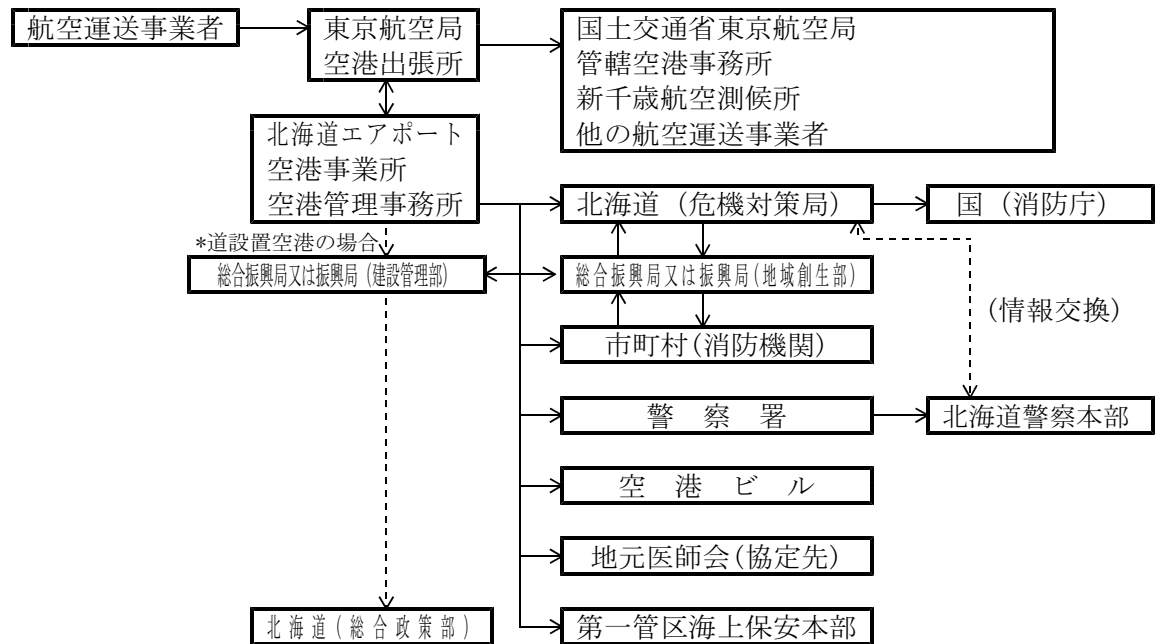 航空運送事業者
東京航空局
空港出張所
国土交通省東京航空局
管轄空港事務所
新千歳航空測候所
他の航空運送事業者
北海道エアポート
空港事業所
空港管理事務所
北海道（危機対策局）
国（消防庁）
*道設置空港の場合
総合振興局又は振興局（建設管理部）
総合振興局又は振興局(地域創生部)
（情報交換）
市町村(消防機関)
警　察　署
北海道警察本部
空　港　ビ　ル
地元医師会(協定先)
北海道(総合政策部)
第一管区海上保安本部